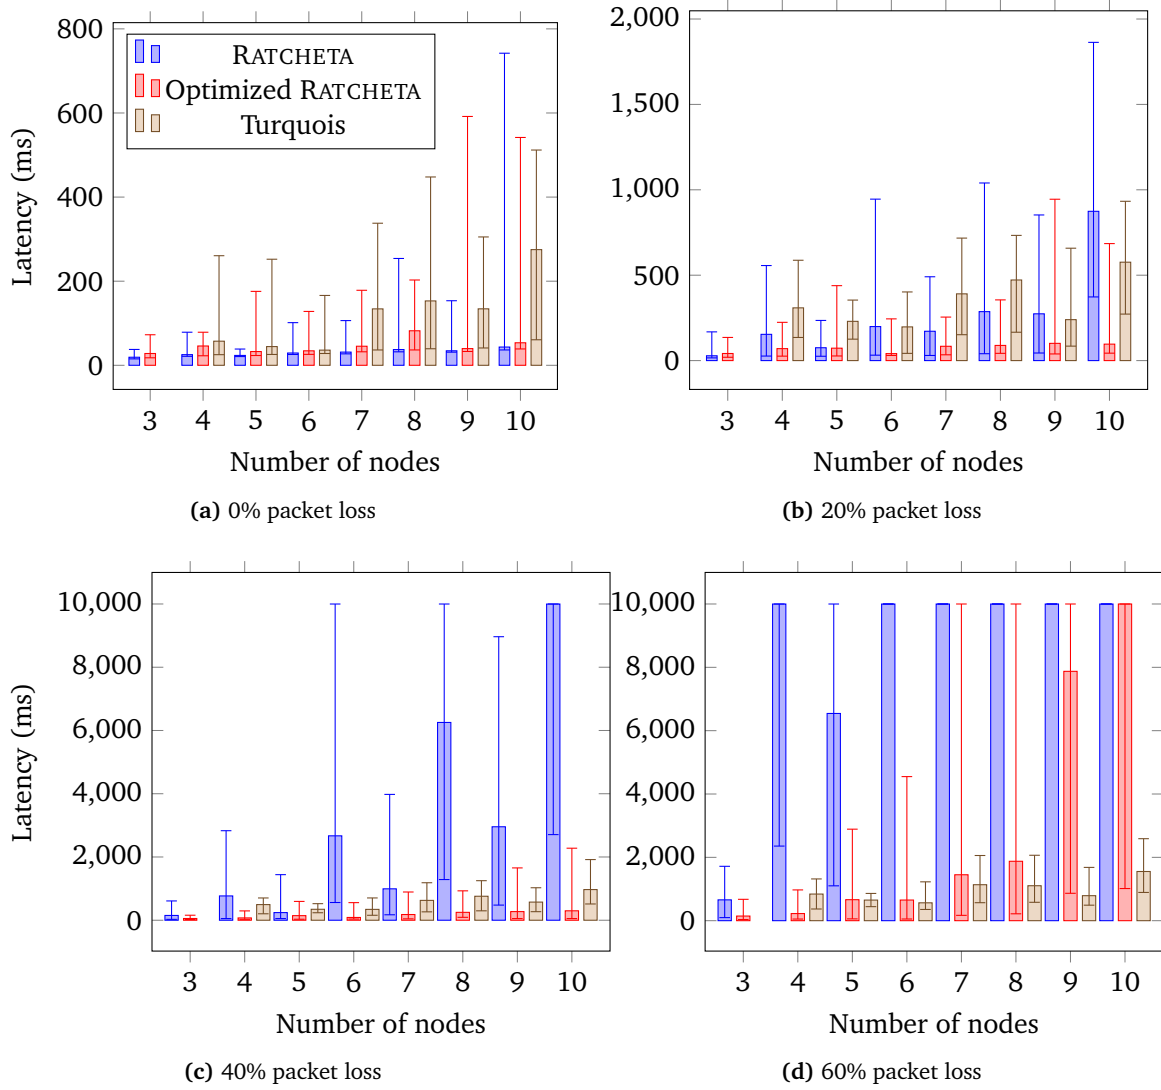 800
600
400
200
0
Latency (ms)
RATCHETA
Optimized RATCHETA
Turquois
3 4 5 6 7 8 9 10
Number of nodes
(a) 0% packet loss
2,000
1,500
1,000
500
0
3 4 5 6 7 8 9 10
Number of nodes
(b) 20% packet loss
10,000
8,000
6,000
4,000
2,000
0
Latency (ms)
3 4 5 6 7 8 9 10
Number of nodes
(c) 40% packet loss
10,000
8,000
6,000
4,000
2,000
0
3 4 5 6 7 8 9 10
Number of nodes
(d) 60% packet loss